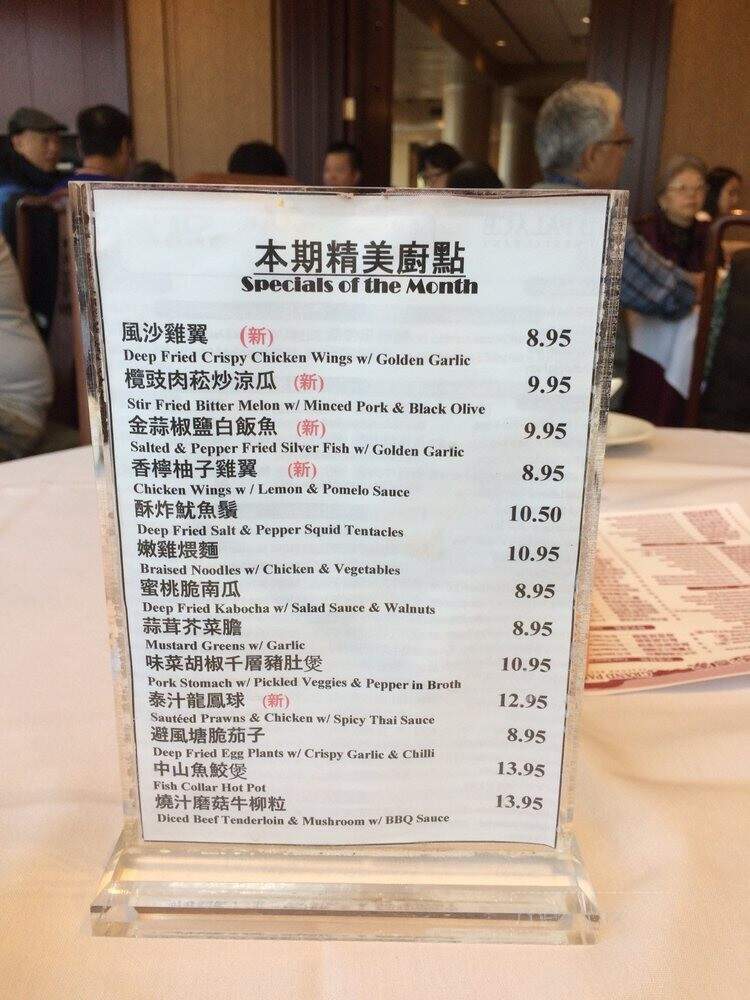 本期精美廚點
Specials of the Month
風沙雞翼 (新) 8.95
Deep Fried Crispy Chicken Wings w/ Golden Garlic
欖豉肉崧炒涼瓜 (新) 9.95
Stir Fried Bitter Melon w/ Minced Pork & Black Olive
金蒜椒鹽白飯魚 (新) 9.95
Salted & Pepper Fried Silver Fish w/ Golden Garlic
香檸柚子雞翼 (新) 8.95
Chicken Wings w/ Lemon & Pomelo Sauce
酥炸魷魚鬚 10.50
Deep Fried Salt & Pepper Squid Tentacles
嫩雞煨麵 10.95
Braised Noodles w/ Chicken & Vegetables
蜜桃脆南瓜 8.95
Deep Fried Kabocha w/ Salad Sauce & Walnuts
蒜茸芥菜膽 8.95
Mustard Greens w/ Garlic
味菜胡椒千層豬肚煲 10.95
Pork Stomach w/ Pickled Veggies & Pepper in Broth
泰汁龍鳳球 (新) 12.95
Sautéed Prawns & Chicken w/ Spicy Thai Sauce
避風塘脆茄子 8.95
Deep Fried Egg Plants w/ Crispy Garlic & Chilli
中山魚鮫煲 13.95
Fish Collar Hot Pot
燒汁磨菇牛柳粒 13.95
Diced Beef Tenderloin & Mushroom w/ BBQ Sauce